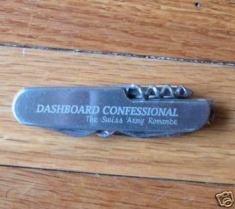 DASHBOARD CONFESSIONAL
The Swiss Army Romance